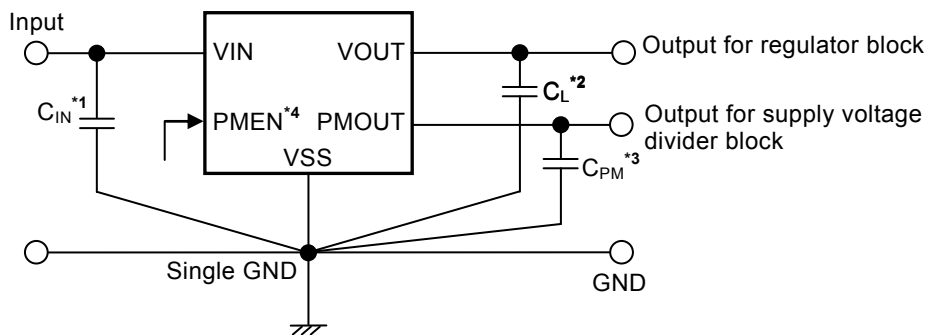 Input
VIN
VOUT
Output for regulator block
CIN*1
CL*2
PMEN*4
PMOUT
Output for supply voltage
divider block
VSS
CPM*3
Single GND
GND